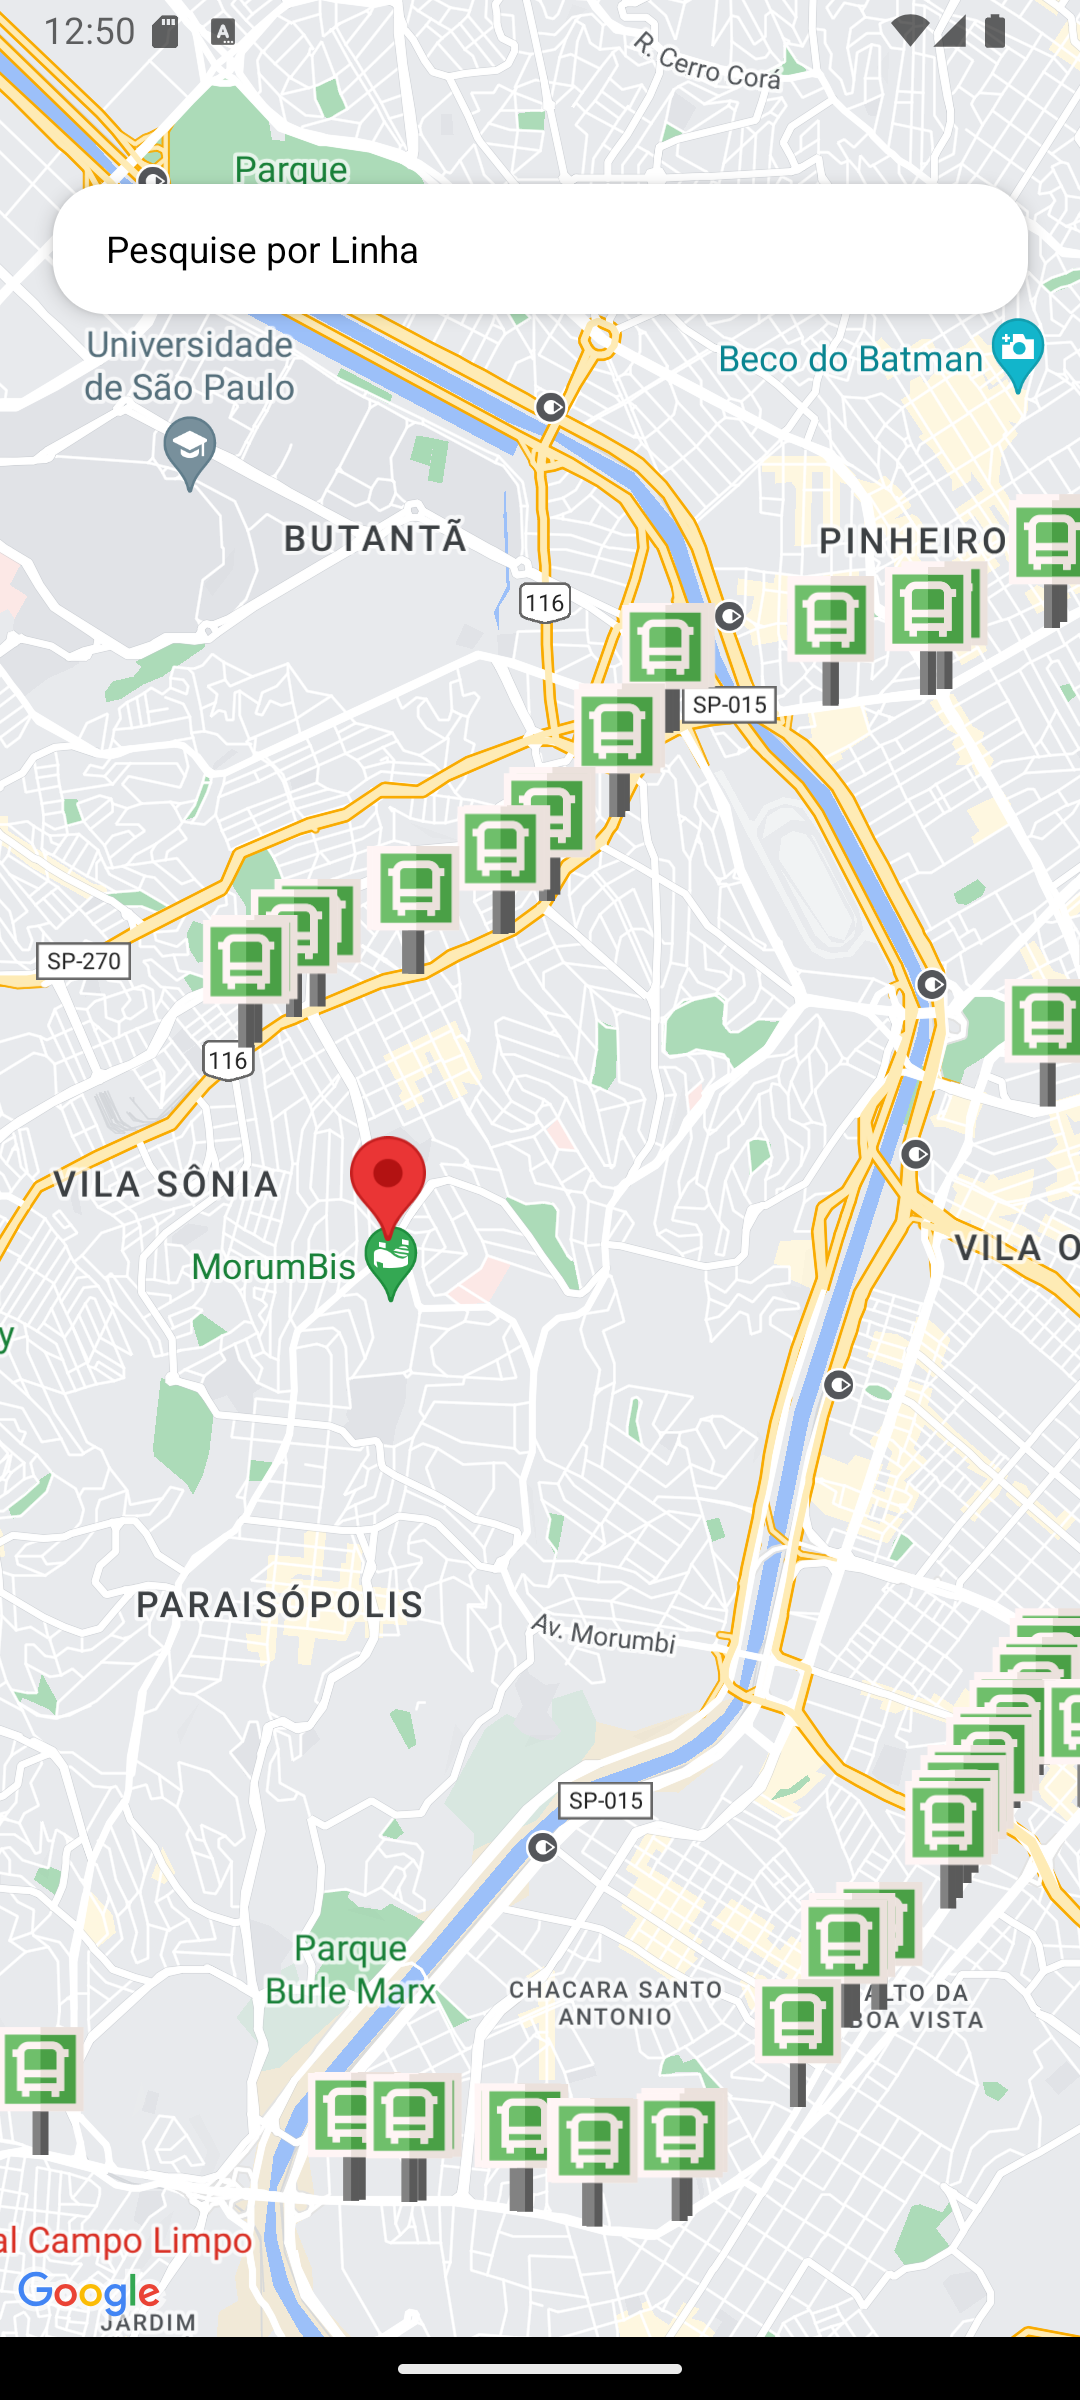 12:50
R. Cerro Corá
Parque
Pesquise por Linha
Universidade
de São Paulo
Beco do Batman
BUTANTÃ
PINHEIRO
116
SP-015
SP-270
116
VILA SÔNIA
MorumBis
VILA O
y
PARAISÓPOLIS
Av. Morumbi
SP-015
Parque
Burle Marx
CHACARA SANTO
ANTONIO
ALTO DA
BOA VISTA
al Campo Limpo
Google
JARDIM